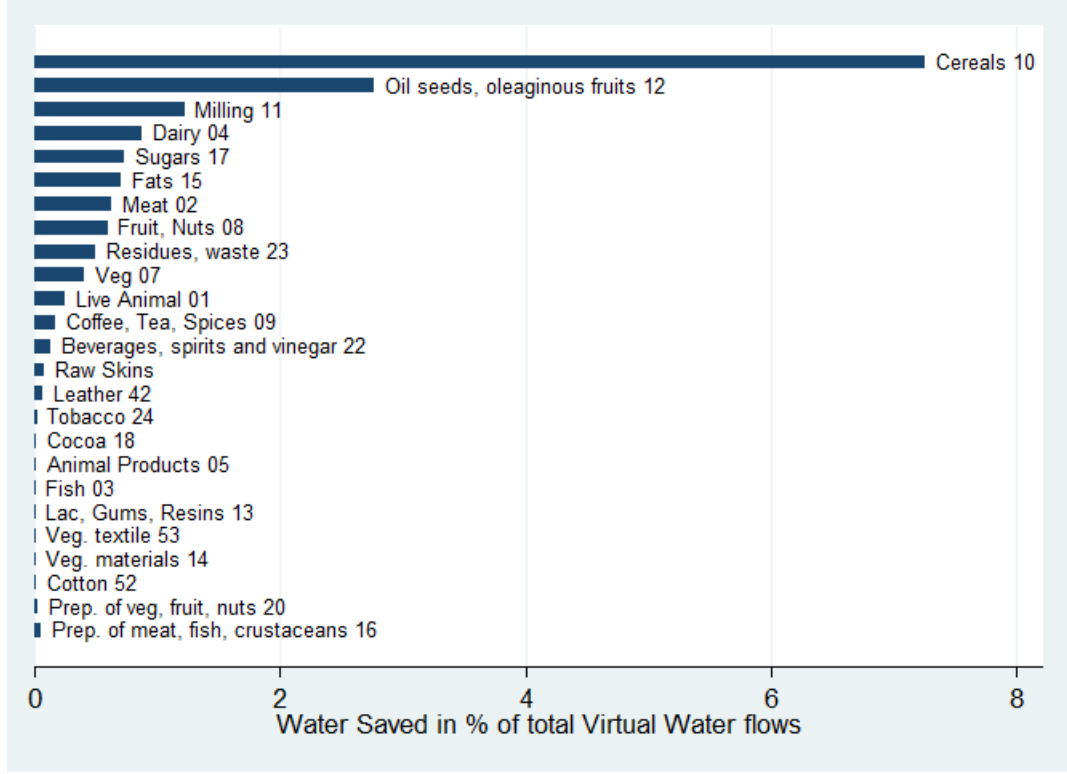 Cereals 10
Oil seeds, oleaginous fruits 12
Milling 11
Dairy 04
Sugars 17
Fats 15
Meat 02
Fruit, Nuts 08
Residues, waste 23
Veg 07
Live Animal 01
Coffee, Tea, Spices 09
Beverages, spirits and vinegar 22
Raw Skins
Leather 42
Tobacco 24
Cocoa 18
Animal Products 05
Fish 03
Lac, Gums, Resins 13
Veg. textile 53
Veg. materials 14
Cotton 52
Prep. of veg, fruit, nuts 20
Prep. of meat, fish, crustaceans 16
0 2 4 6 8
Water Saved in % of total Virtual Water flows